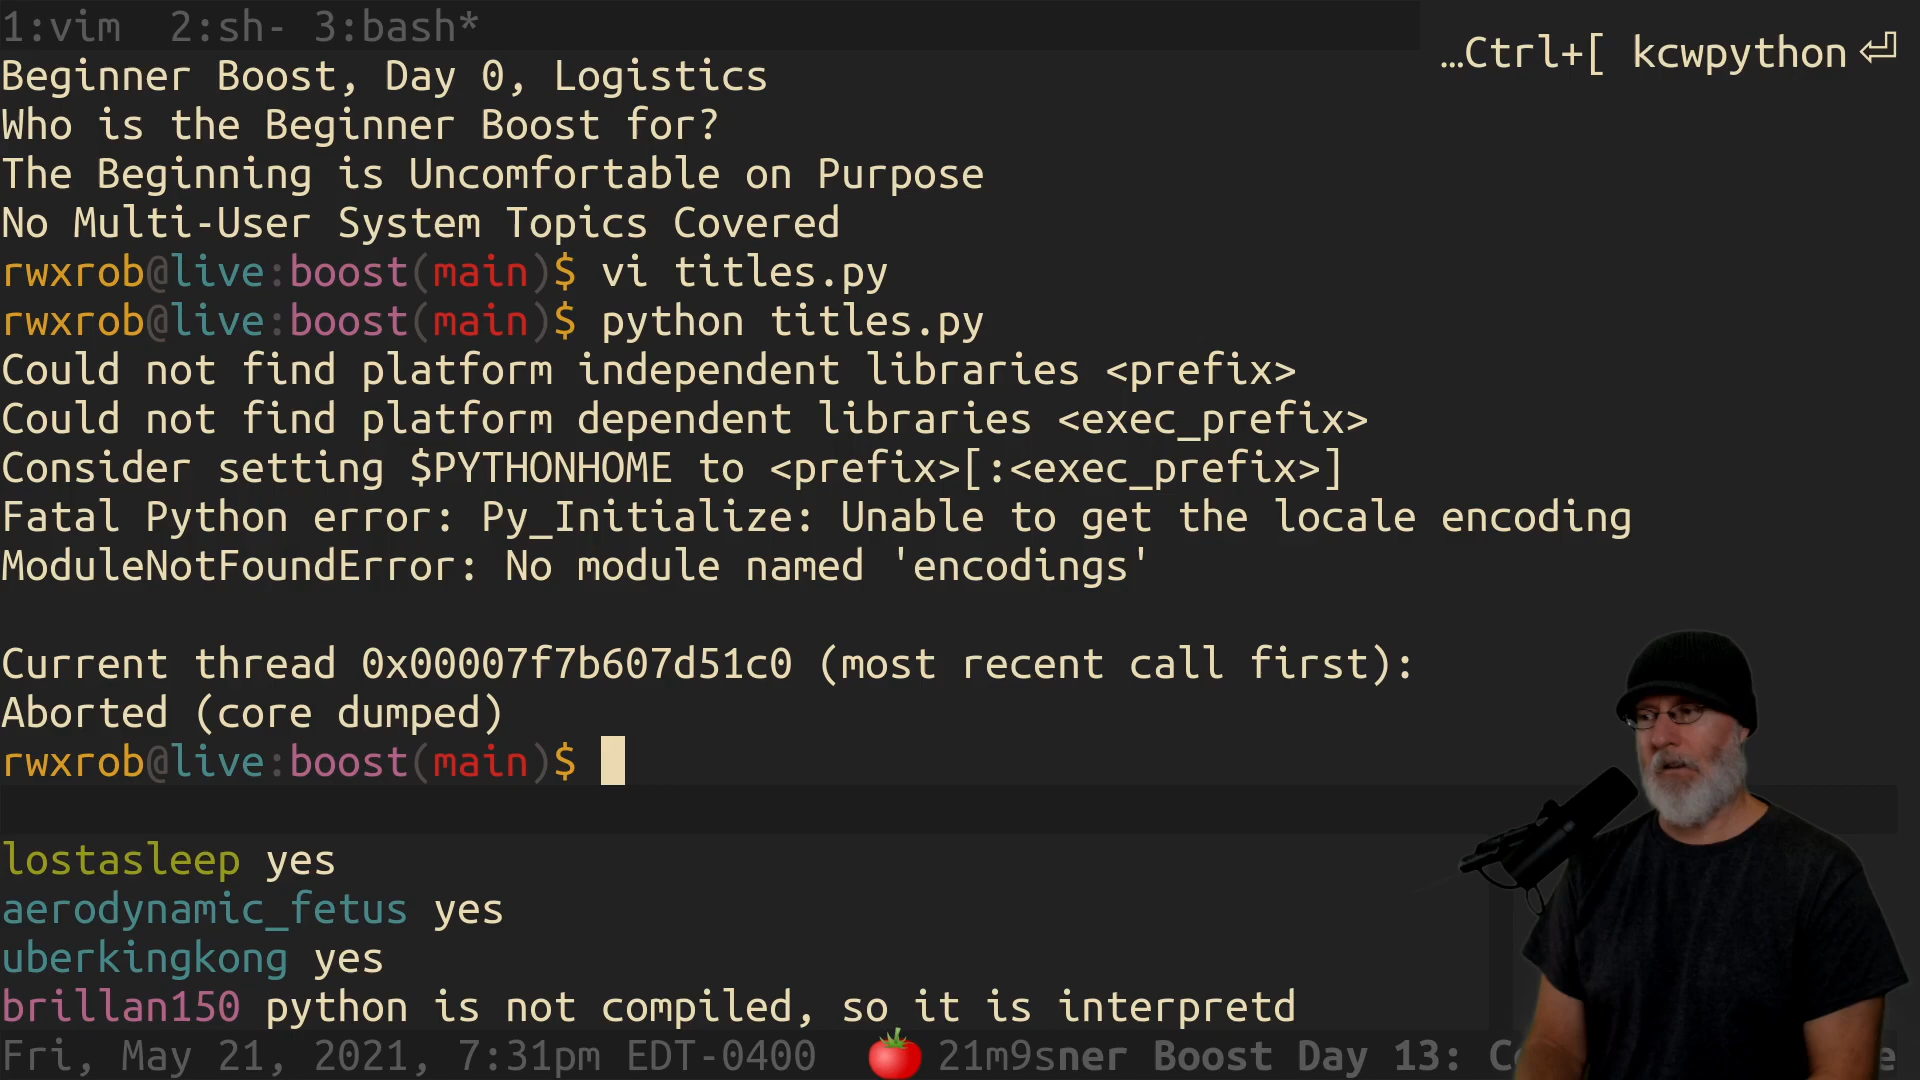 1:vim  2:sh- 3:bash*
…Ctrl+[ kcwpython⏎
Beginner Boost, Day 0, Logistics
Who is the Beginner Boost for?
The Beginning is Uncomfortable on Purpose
No Multi-User System Topics Covered
rwxrob@live:boost(main)$ vi titles.py
rwxrob@live:boost(main)$ python titles.py
Could not find platform independent libraries <prefix>
Could not find platform dependent libraries <exec_prefix>
Consider setting $PYTHONHOME to <prefix>[:<exec_prefix>]
Fatal Python error: Py_Initialize: Unable to get the locale encoding
ModuleNotFoundError: No module named 'encodings'
Current thread 0x00007f7b607d51c0 (most recent call first):
Aborted (core dumped)
rwxrob@live:boost(main)$
lostasleep yes
aerodynamic_fetus yes
uberkingkong yes
brillan150 python is not compiled, so it is interpretd
Fri, May 21, 2021, 7:31pm EDT-0400 🍅 21m9sner Boost Day 13: